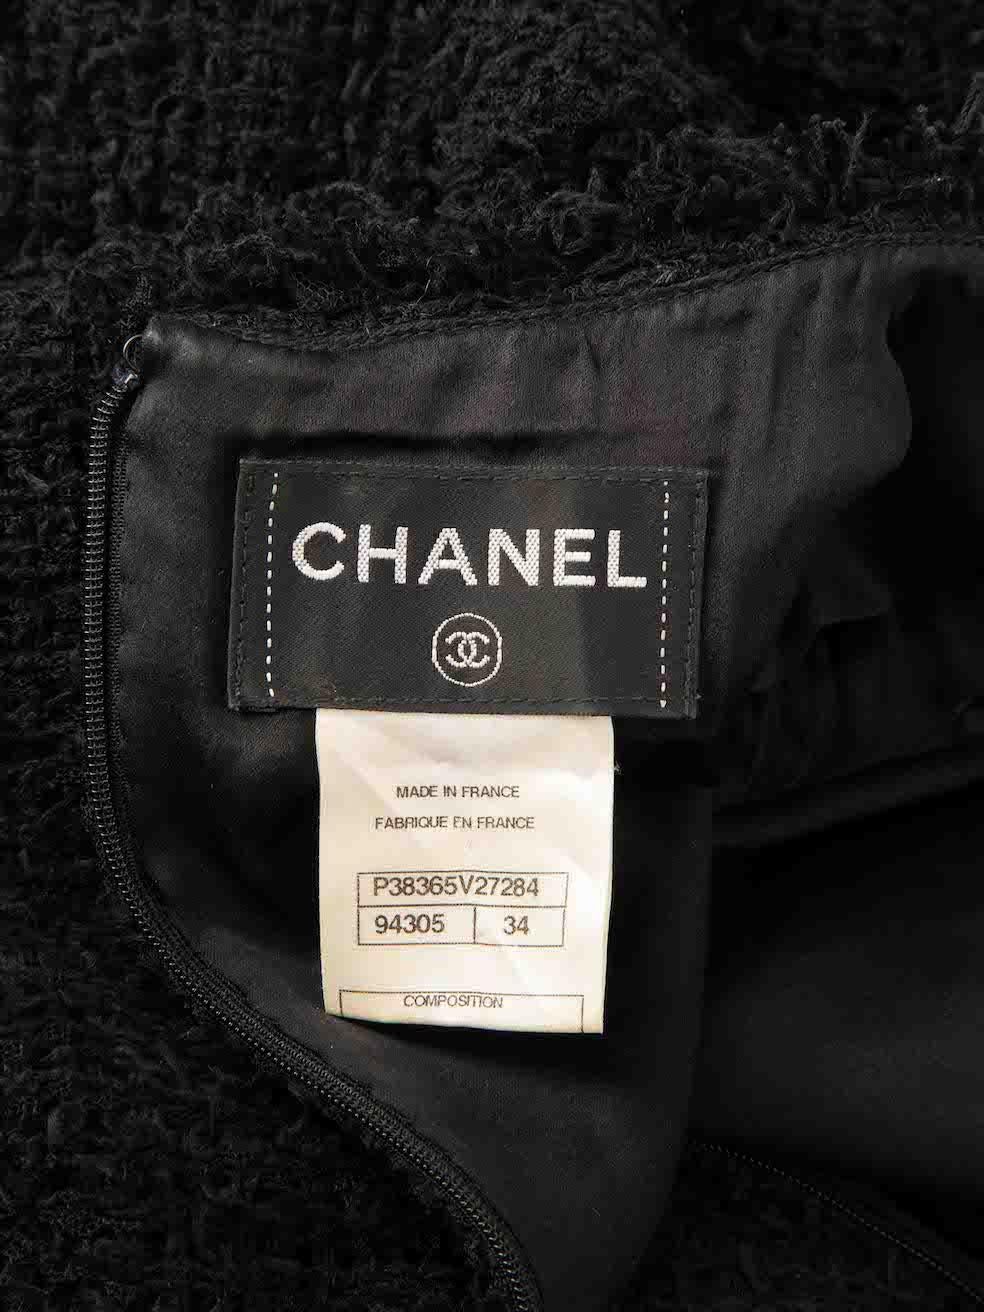 CHANEL
MADE IN FRANCE
FABRIQUE EN FRANCE
P38365V27284
94305 34
COMPOSITION